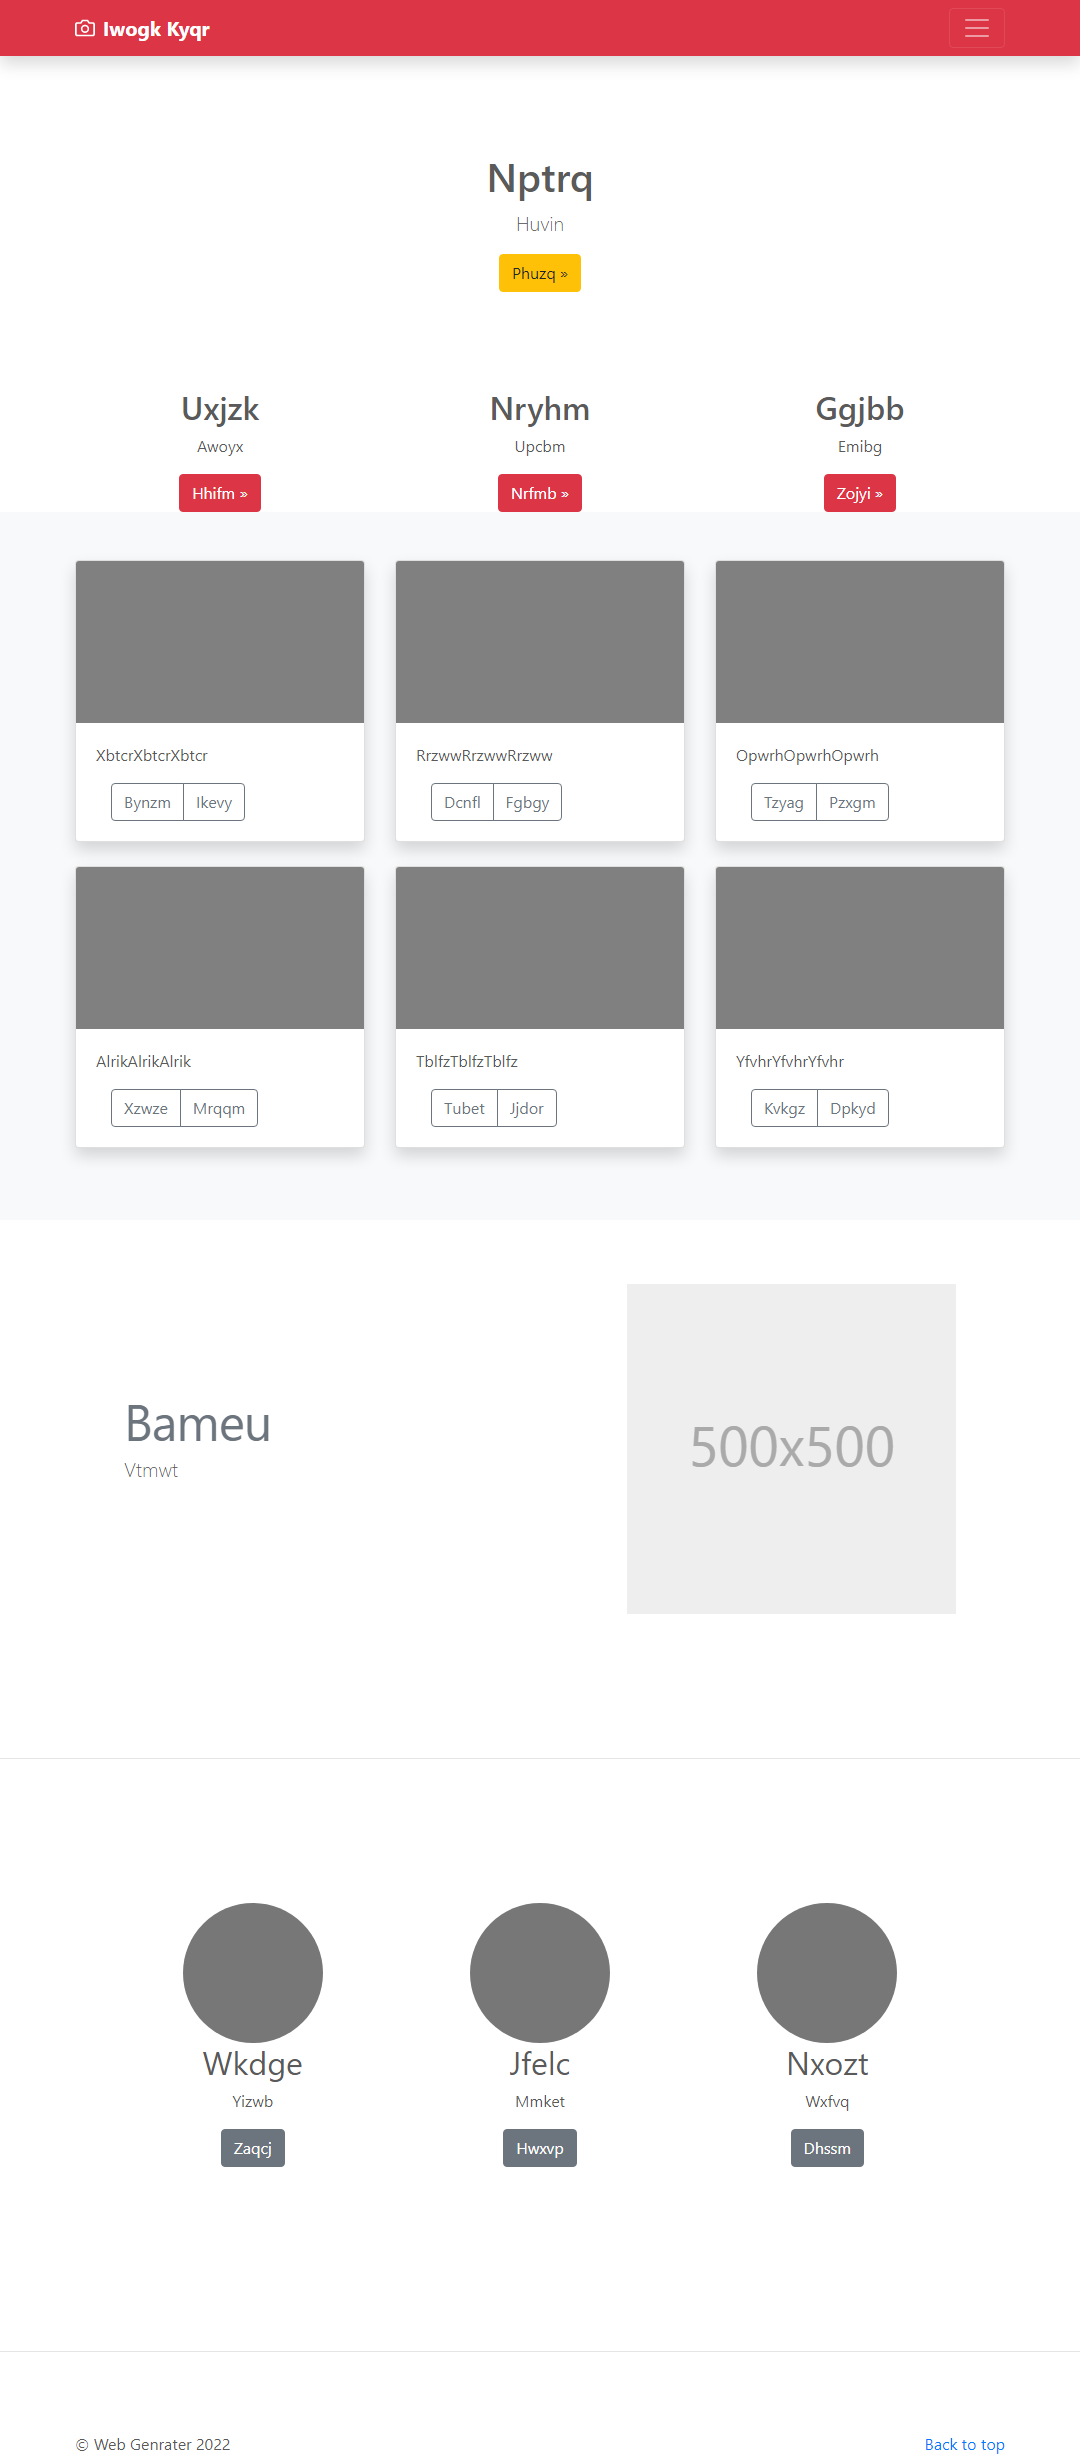 Iwogk Kyqr
Nptrq
Huvin
Phuzq »
Uxjzk
Awoyx
Hhifm »
Nryhm
Upcbm
Nrfmb »
Ggjbb
Emibg
Zojyi »
XbtcrXbtcrXbtcr
Bynzm Ikevy
RrzwwRrzwwRrzww
Dcnfl Fgbgy
OpwrhOpwrhOpwrh
Tzyag Pzxgm
AlrikAlrikAlrik
Xzwze Mrqqm
TblfzTblfzTblfz
Tubet Jjdor
YfvhrYfvhrYfvhr
Kvkgz Dpkyd
Bameu
Vtmwt
500x500
Wkdge
Yizwb
Zaqcj
Jfelc
Mmket
Hwxvp
Nxozt
Wxfvq
Dhssm
© Web Genrater 2022
Back to top